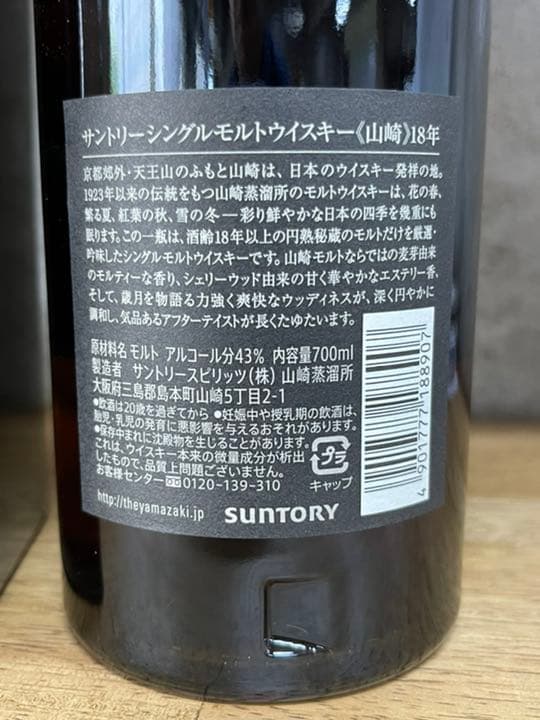 サントリーシングルモルトウイスキー《山崎》18年
京都郊外・天王山のふもと山崎は、日本のウイスキー発祥の地。
1923年以来の伝統をもつ山崎蒸溜所のモルトウイスキーは、花の春、
繁る夏、紅葉の秋、雪の冬―彩り鮮やかな日本の四季を幾重にも
眠ります。この一瓶は、酒齢18年以上の円熟秘蔵のモルトだけを厳選・
吟味したシングルモルトウイスキーです。山崎モルトならではの麦芽由来の
モルティーな香り、シェリーウッド由来の甘く華やかなエステリー香、
そして、歳月を物語る力強く爽快なウッディネスが、深く円やかに
調和し、気品あるアフターテイストが長くたゆたいます。
原材料名 モルト アルコール分43% 内容量700ml
製造者 サントリースピリッツ(株) 山崎蒸溜所
大阪府三島郡島本町山崎5丁目2-1
●飲酒は20歳を過ぎてから ●妊娠中や授乳期の飲酒は、
胎児・乳児の発育に悪影響を与えるおそれがあります。
●保存中まれに沈殿物を生じることがあります。
これは、ウイスキー本来の微量成分が析出
したもので、品質上問題ございません。
お客様センター 0120-139-310
プラ
キャップ
http://theyamazaki.jp
SUNTORY
4 901777 188907